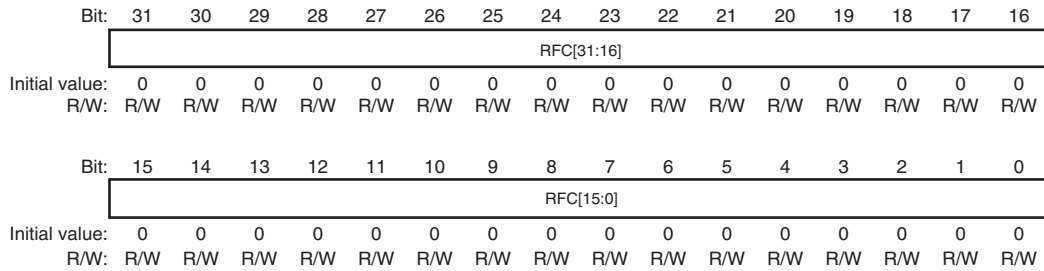 Bit: 31 30 29 28 27 26 25 24 23 22 21 20 19 18 17 16
RFC[31:16]
Initial value: 0 0 0 0 0 0 0 0 0 0 0 0 0 0 0 0
R/W: R/W R/W R/W R/W R/W R/W R/W R/W R/W R/W R/W R/W R/W R/W R/W R/W
Bit: 15 14 13 12 11 10 9 8 7 6 5 4 3 2 1 0
RFC[15:0]
Initial value: 0 0 0 0 0 0 0 0 0 0 0 0 0 0 0 0
R/W: R/W R/W R/W R/W R/W R/W R/W R/W R/W R/W R/W R/W R/W R/W R/W R/W